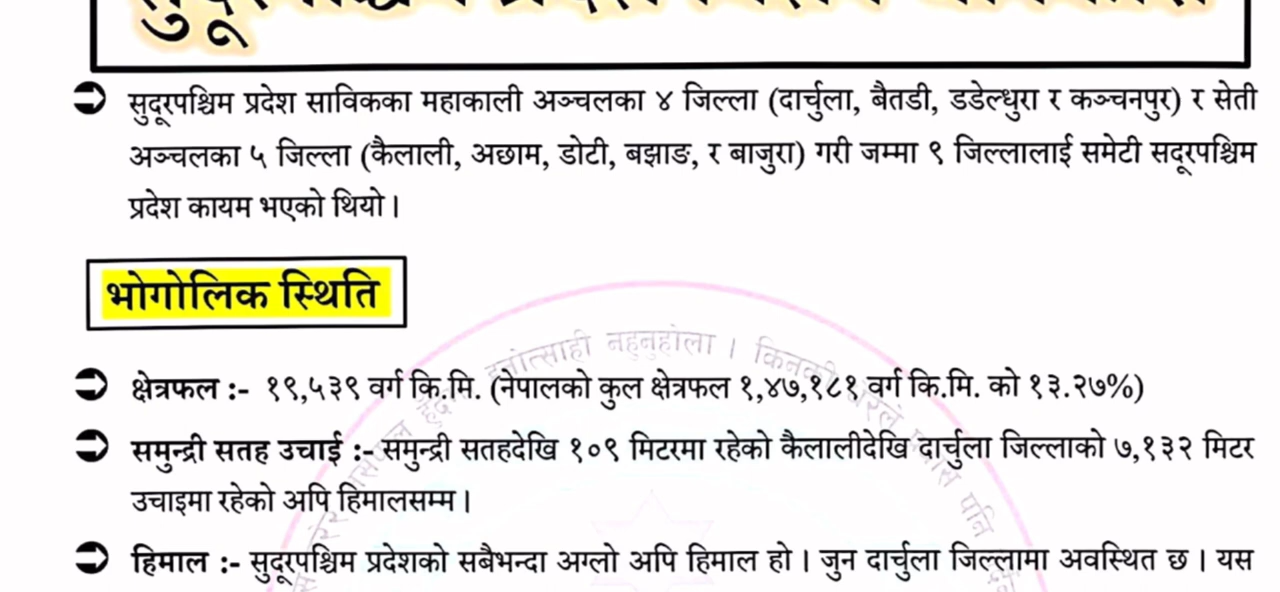 सुदूरपश्चिम प्रदेश साविकका महाकाली अञ्चलका ४ जिल्ला (दार्चुला, बैतडी, डडेल्धुरा र कञ्चनपुर) र सेती
अञ्चलका ५ जिल्ला (कैलाली, अछाम, डोटी, बझाङ, र बाजुरा) गरी जम्मा ९ जिल्लालाई समेटी सदूरपश्चिम
प्रदेश कायम भएको थियो।
भोगोलिक स्थिति
नहुनुहोला ।
क्षेत्रफल :- १९,५३९ वर्ग कि.मि. (नेपालको कुल क्षेत्रफल १,४७,१८१ वर्ग कि.मि. को १३.२७%)
समुन्द्री सतह उचाई :- समुन्द्री सतहदेखि १०९ मिटरमा रहेको कैलालीदेखि दार्चुला जिल्लाको ७,१३२ मिटर
उचाइमा रहेको अपि हिमालसम्म।
हिमाल :- सुदूरपश्चिम प्रदेशको सबैभन्दा अग्लो अपि हिमाल हो । जुन दार्चुला जिल्लामा अवस्थित छ । यस